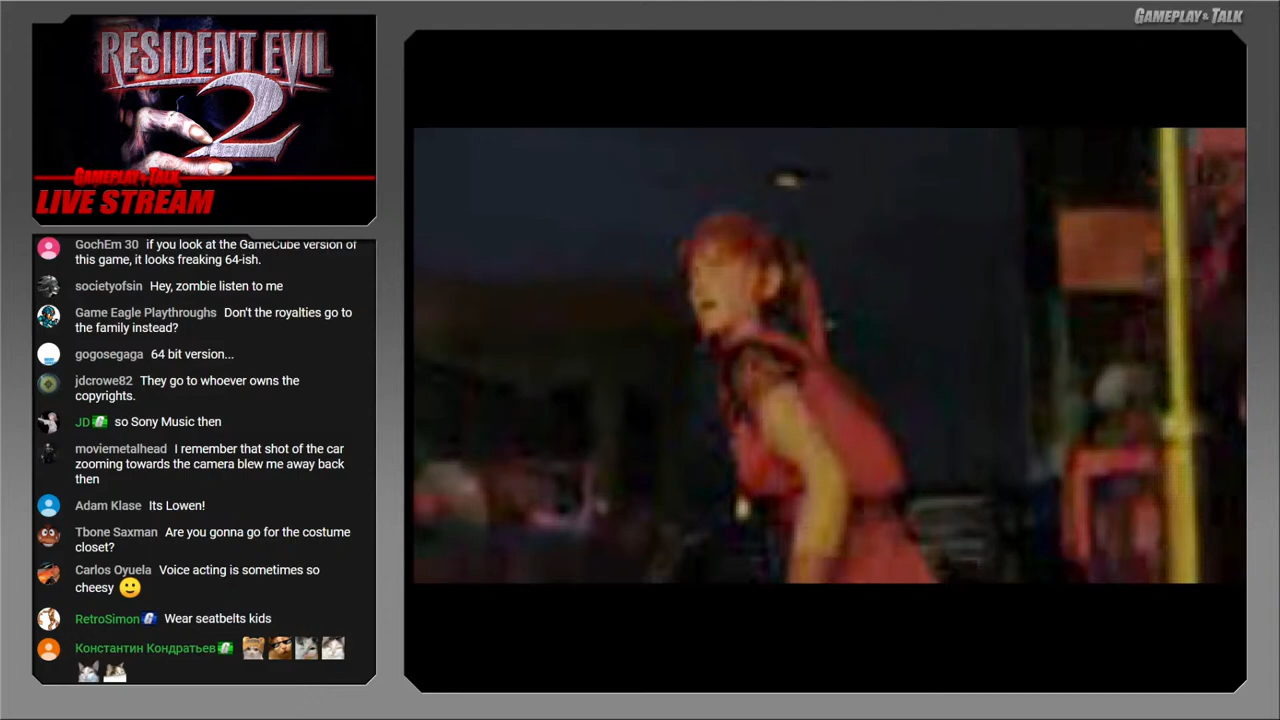 GAMEPLAY & TALK
RESIDENT EVIL
2
GAMEPLAY & TALK
LIVE STREAM
GochEm 30 if you look at the GameCube version of
this game, it looks freaking 64-ish.
societyofsin Hey, zombie listen to me
Game Eagle Playthroughs Don't the royalties go to
the family instead?
gogosegaga 64 bit version...
jdcrowe82 They go to whoever owns the
copyrights.
JD so Sony Music then
moviemetalhead I remember that shot of the car
zooming towards the camera blew me away back
then
Adam Klase Its Lowen!
Tbone Saxman Are you gonna go for the costume
closet?
Carlos Oyuela Voice acting is sometimes so
cheesy
RetroSimon Wear seatbelts kids
Константин Кондратьев